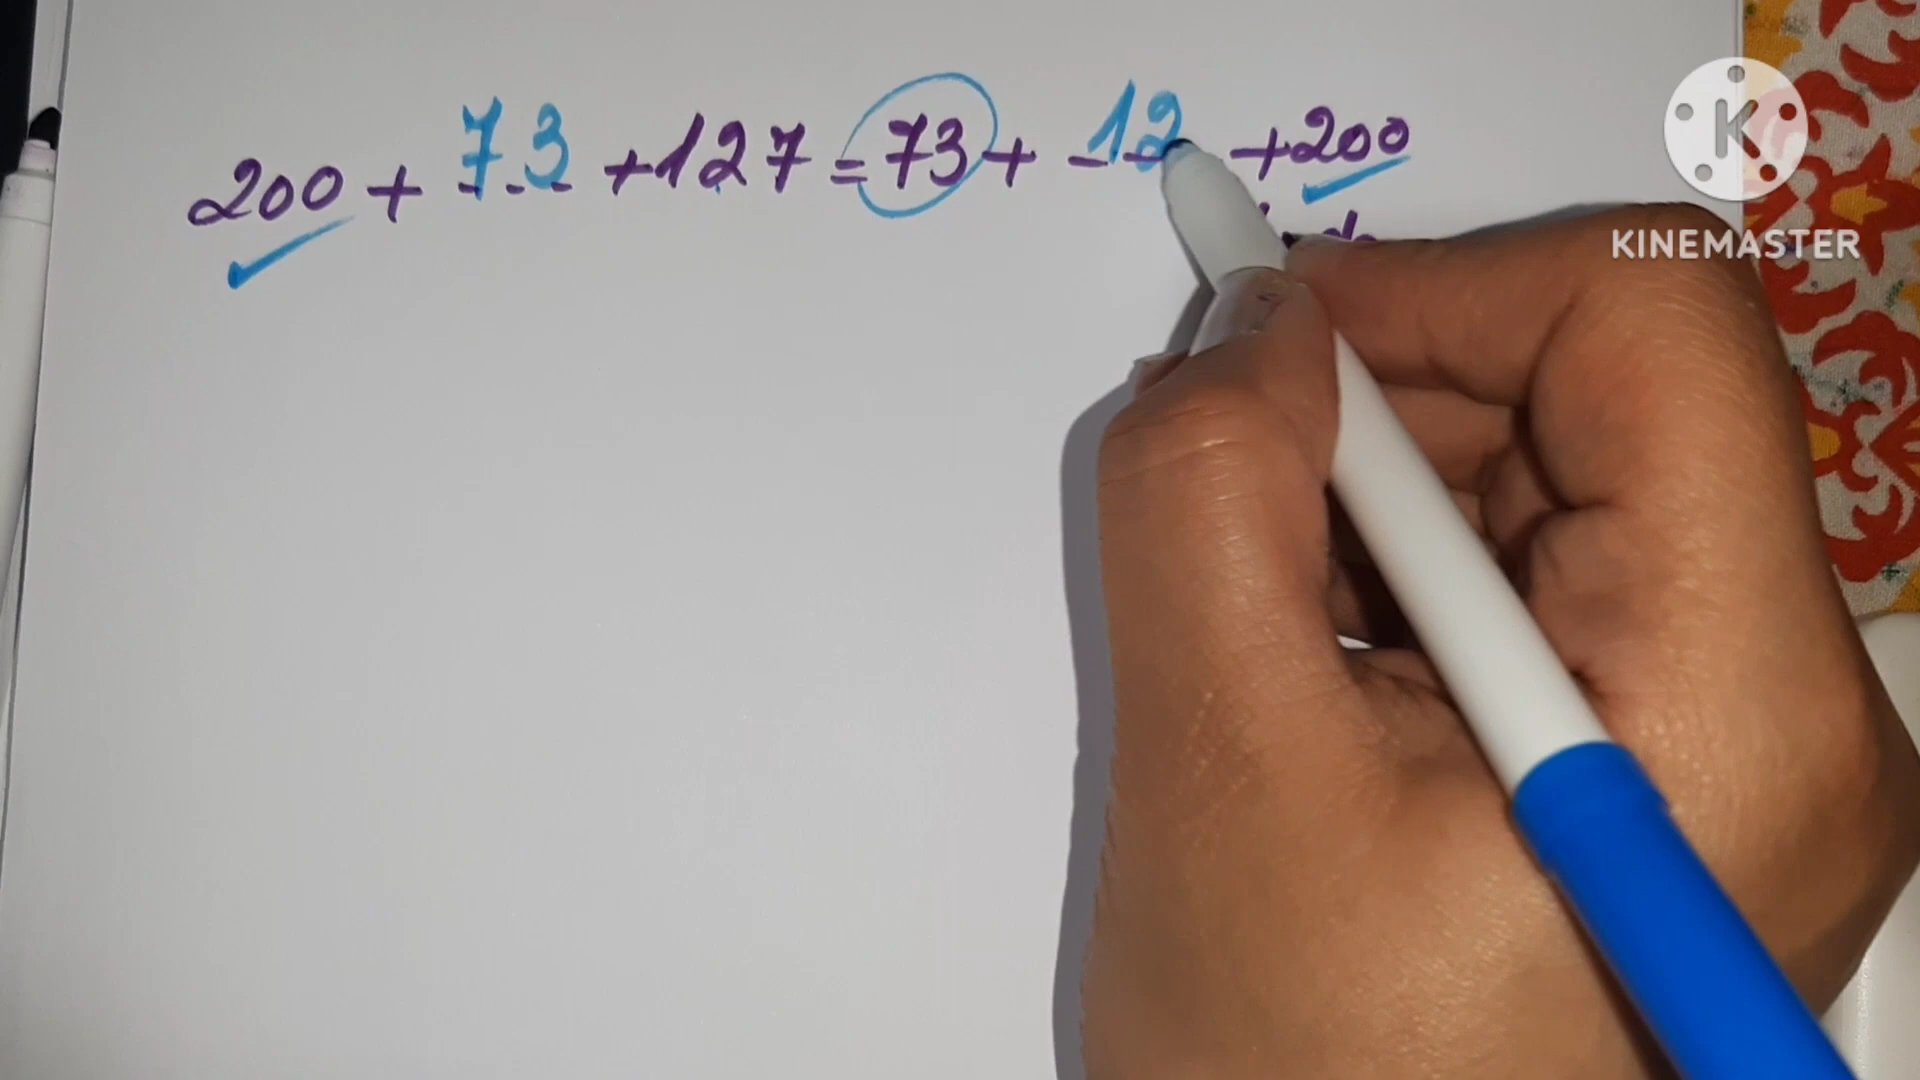 200 + 73 + 127 = 73 + 12 + 200
K
KINEMASTER